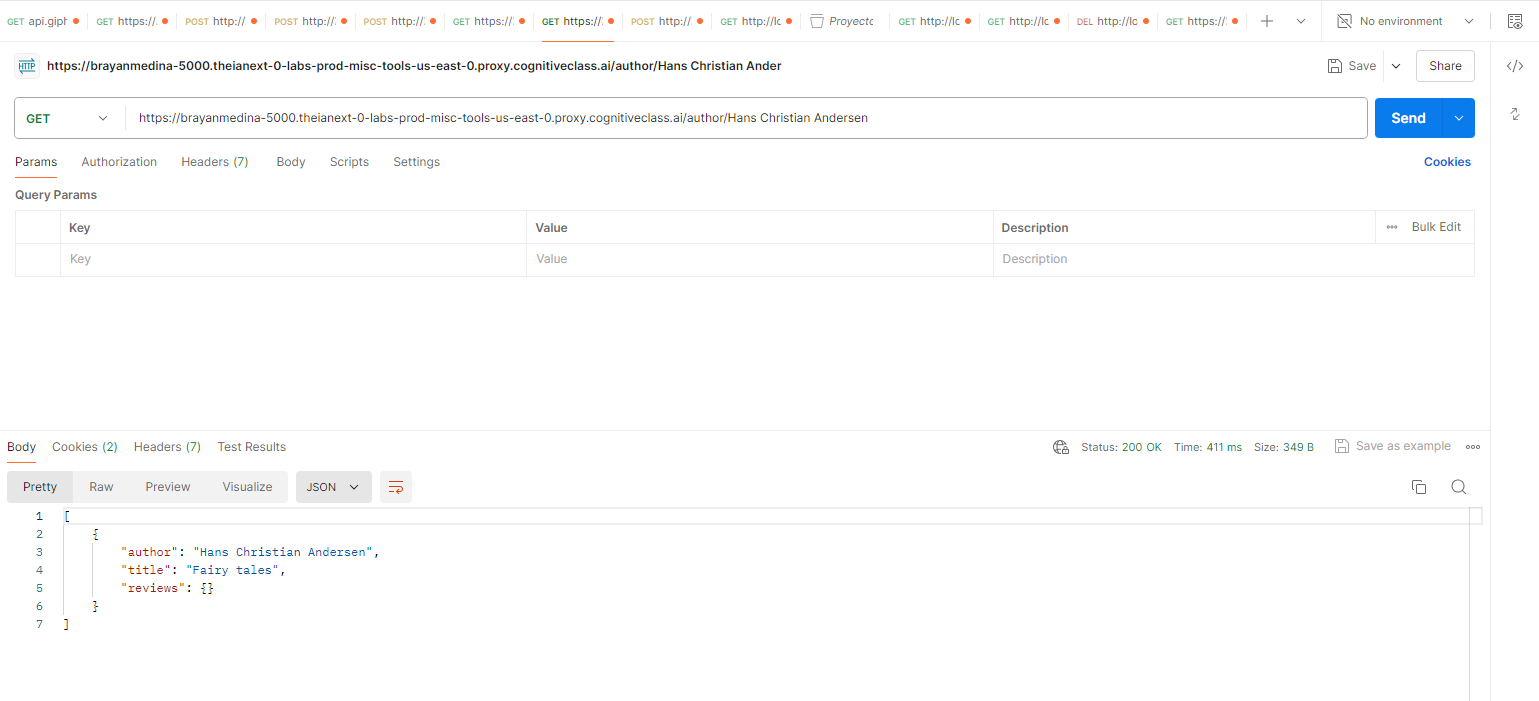 GET api.giph GET https://. POST http:// POST http://. POST http://. GET https://: GET https://: POST http://. GET http://lc Proyectc GET http://lc GET http://lc DEL http://lc GET https://: No environment
HTTP https://brayanmedina-5000.theianext-0-labs-prod-misc-tools-us-east-0.proxy.cognitiveclass.ai/author/Hans Christian Ander Save Share
GET https://brayanmedina-5000.theianext-0-labs-prod-misc-tools-us-east-0.proxy.cognitiveclass.ai/author/Hans Christian Andersen Send
Params Authorization Headers (7) Body Scripts Settings Cookies
Query Params
Key Value Description Bulk Edit
Key Value Description
Body Cookies (2) Headers (7) Test Results Status: 200 OK Time: 411 ms Size: 349 B Save as example
Pretty Raw Preview Visualize JSON
1 [
2 {
3 "author": "Hans Christian Andersen",
4 "title": "Fairy tales",
5 "reviews": {}
6 }
7 ]